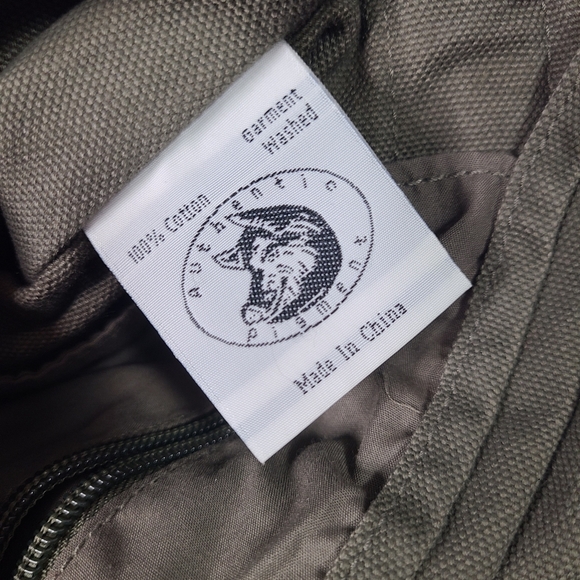 Garment
Washed
100% Cotton
Authentic
Pigment
Made In China